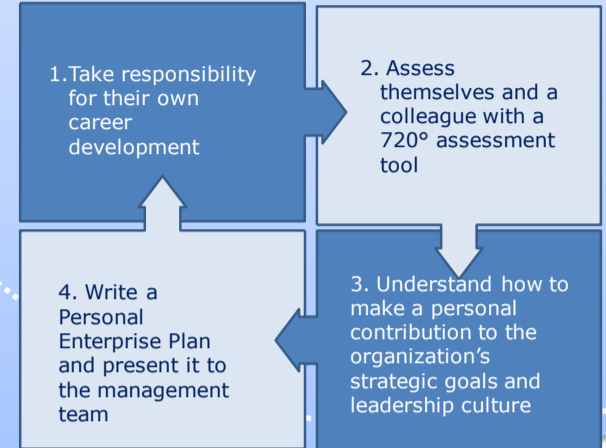 1.Take responsibility
for their own
career
development
2. Assess
themselves and a
colleague with a
720° assessment
tool
3. Understand how to
make a personal
contribution to the
organization’s
strategic goals and
leadership culture
4. Write a
Personal
Enterprise Plan
and present it to
the management
team